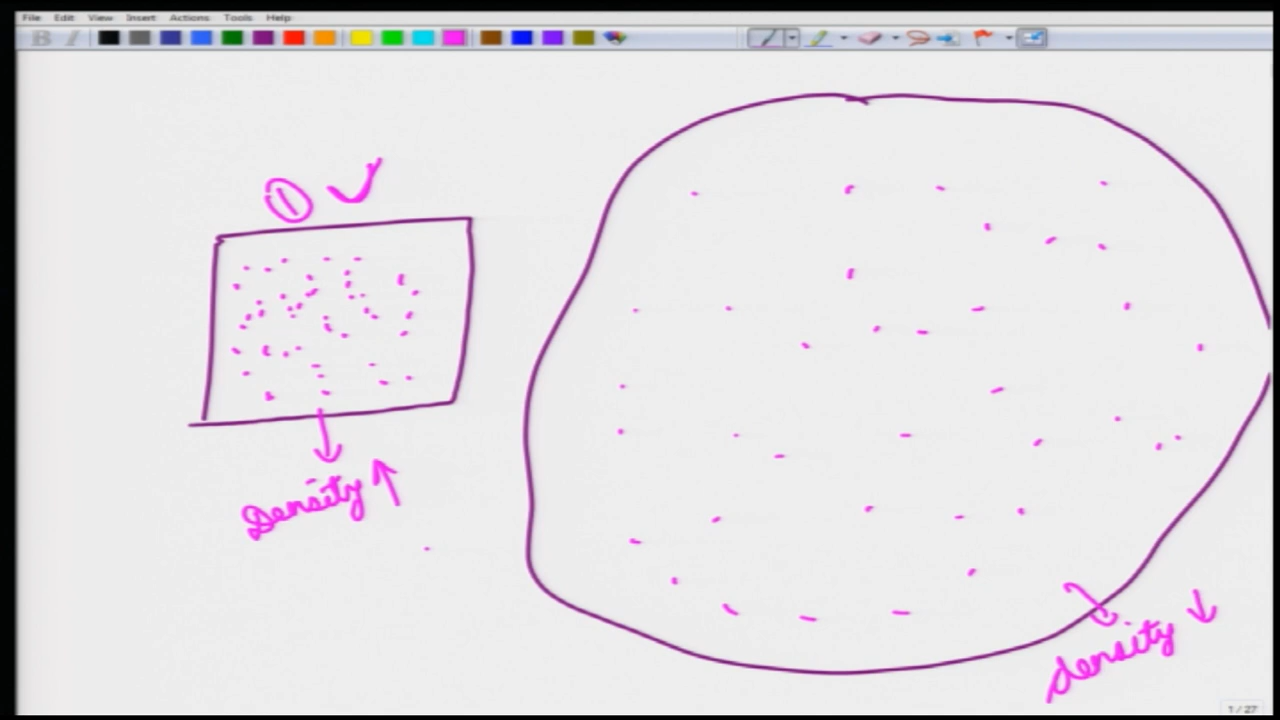 File Edit View Insert Actions Tools Help
B I
①
Density ↑
density ↓
1 / 27